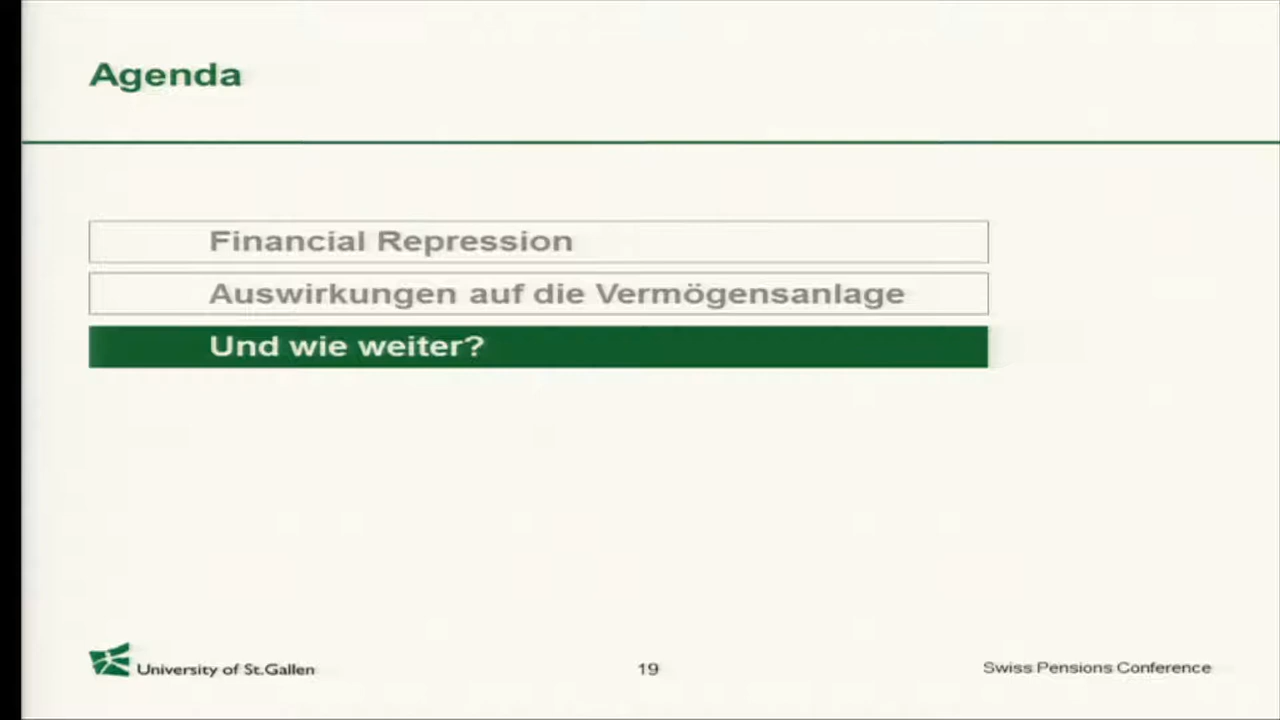 Agenda
Financial Repression
Auswirkungen auf die Vermögensanlage
Und wie weiter?
University of St.Gallen
19
Swiss Pensions Conference